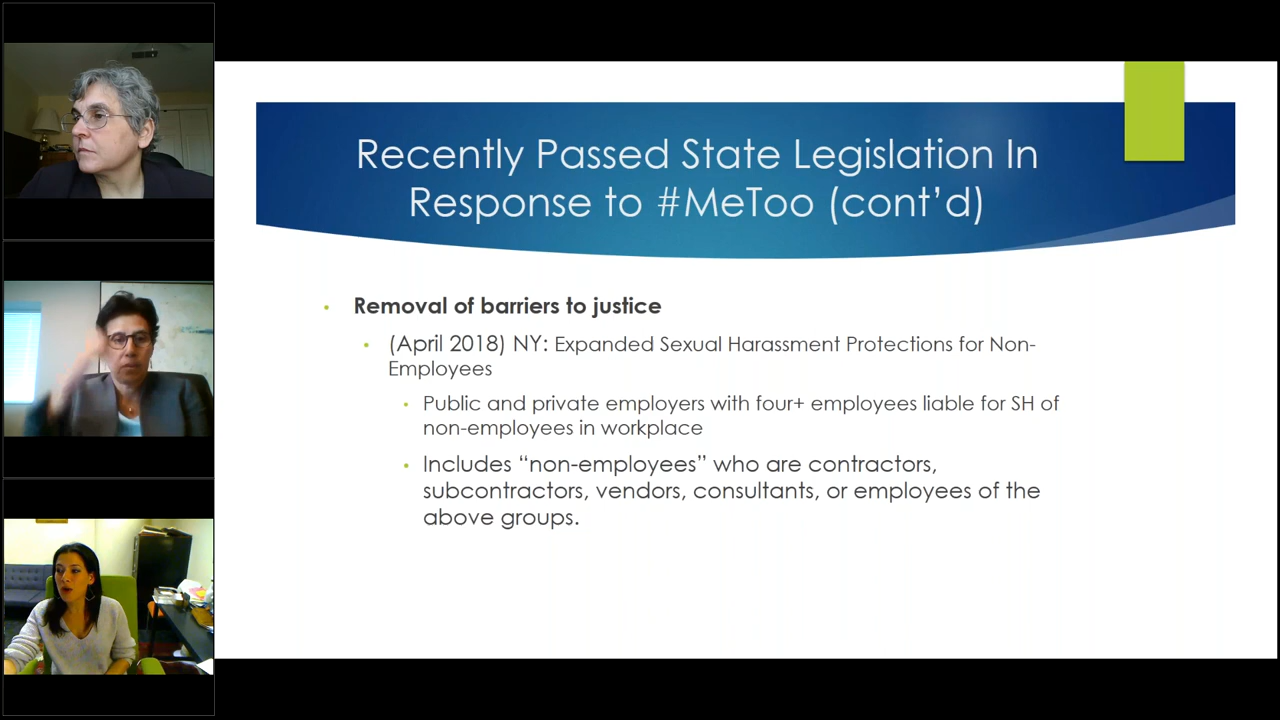 Recently Passed State Legislation In
Response to #MeToo (cont’d)
Removal of barriers to justice
(April 2018) NY: Expanded Sexual Harassment Protections for Non-
Employees
Public and private employers with four+ employees liable for SH of
non-employees in workplace
Includes “non-employees” who are contractors,
subcontractors, vendors, consultants, or employees of the
above groups.